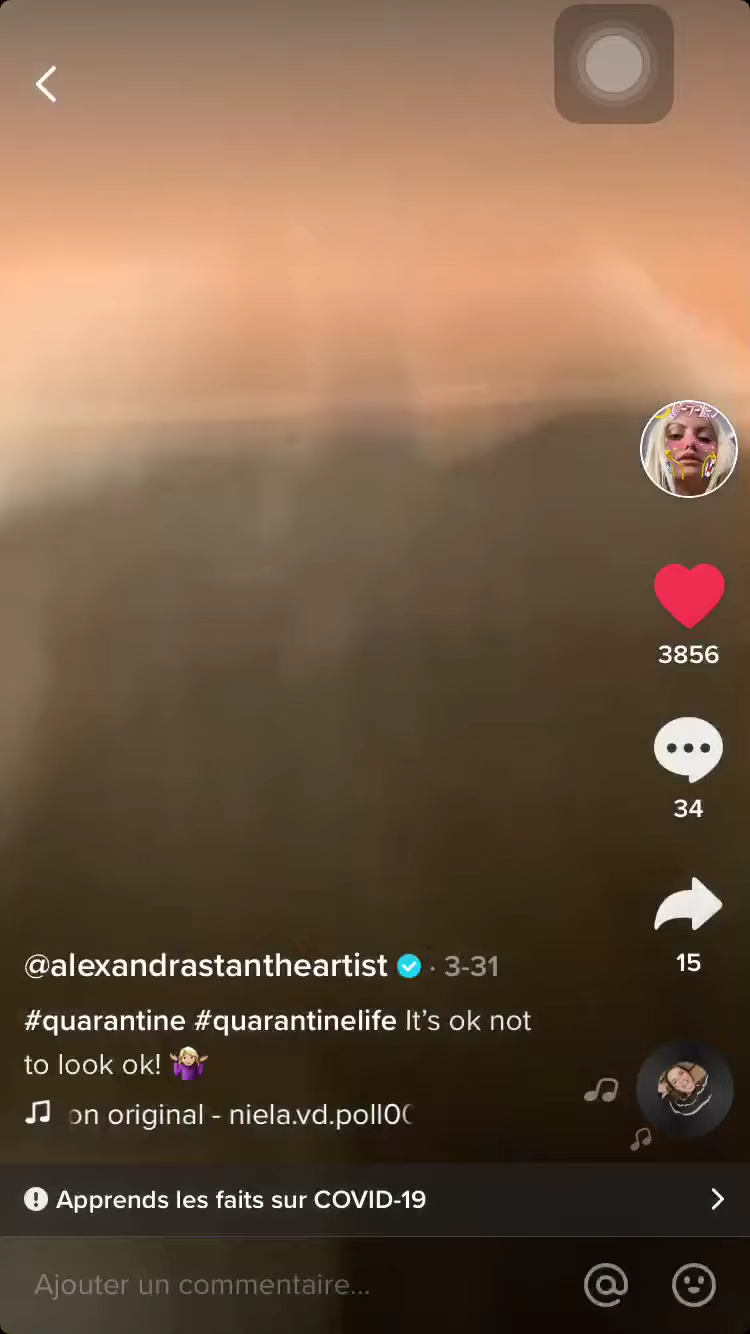 3856
34
15
@alexandrastantheartist · 3-31
#quarantine #quarantinelife It's ok not
to look ok! 🤷🏼‍♀️
on original - niela.vd.poll0
Apprends les faits sur COVID-19
Ajouter un commentaire...